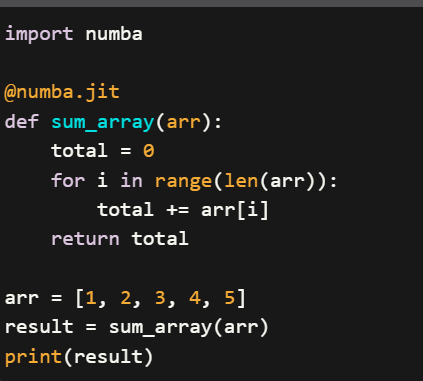 import numba

@numba.jit
def sum_array(arr):
    total = 0
    for i in range(len(arr)):
        total += arr[i]
    return total

arr = [1, 2, 3, 4, 5]
result = sum_array(arr)
print(result)